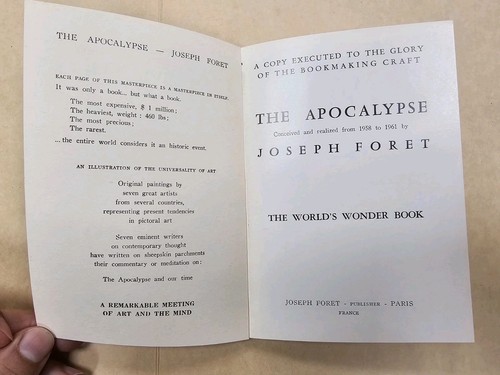 THE APOCALYPSE — JOSEPH FORET
EACH PAGE OF THIS MASTERPIECE IS A MASTERPIECE IN ITSELF.
It was only a book... but what a book.
The most expensive, $ 1 million;
The heaviest, weight : 460 lbs;
The most precious;
The rarest.
...the entire world considers it an historic event.
AN ILLUSTRATION OF THE UNIVERSALITY OF ART
Original paintings by
seven great artists
from several countries,
representing present tendencies
in pictoral art
Seven eminent writers
on contemporary thought
have written on sheepskin parchments
their commentary or meditation on:
The Apocalypse and our time
A REMARKABLE MEETING
OF ART AND THE MIND
A COPY EXECUTED TO THE GLORY
OF THE BOOKMAKING CRAFT
THE APOCALYPSE
Conceived and realized from 1958 to 1961 by
JOSEPH FORET
THE WORLD'S WONDER BOOK
JOSEPH FORET - PUBLISHER - PARIS
FRANCE